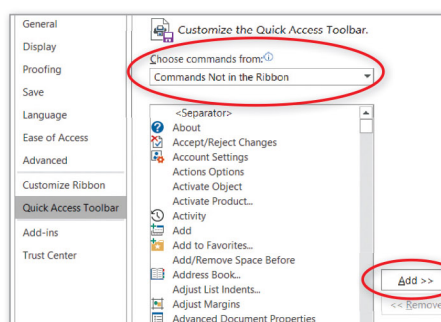 General
Display
Proofing
Save
Language
Ease of Access
Advanced
Customize Ribbon
Quick Access Toolbar
Add-ins
Trust Center
Customize the Quick Access Toolbar.
Choose commands from:
Commands Not in the Ribbon
<Separator>
About
Accept/Reject Changes
Account Settings
Actions Options
Activate Object
Activate Product...
Activity
Add
Add to Favorites...
Add/Remove Space Before
Address Book...
Adjust List Indents...
Adjust Margins
Advanced Document Properties
Add >>
<< Remove